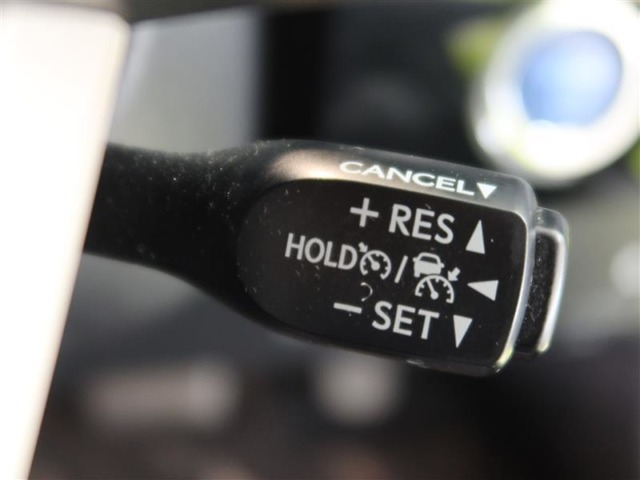 CANCEL▼
+ RES ▲
HOLD / ◀
− SET ▼